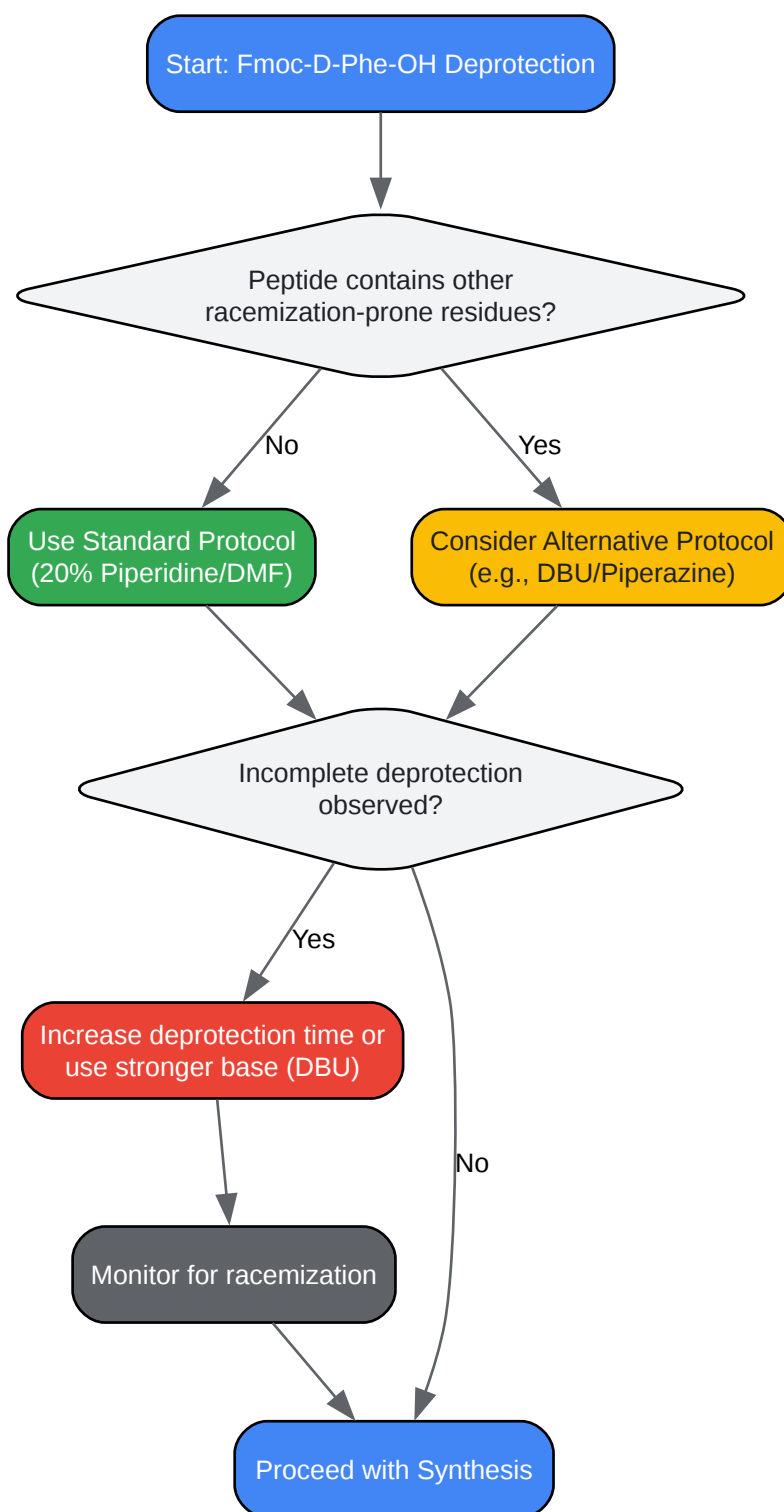 Start: Fmoc-D-Phe-OH Deprotection
Peptide contains other
racemization-prone residues?
No
Yes
Use Standard Protocol
(20% Piperidine/DMF)
Consider Alternative Protocol
(e.g., DBU/Piperazine)
Incomplete deprotection
observed?
Yes
Increase deprotection time or
use stronger base (DBU)
No
Monitor for racemization
Proceed with Synthesis